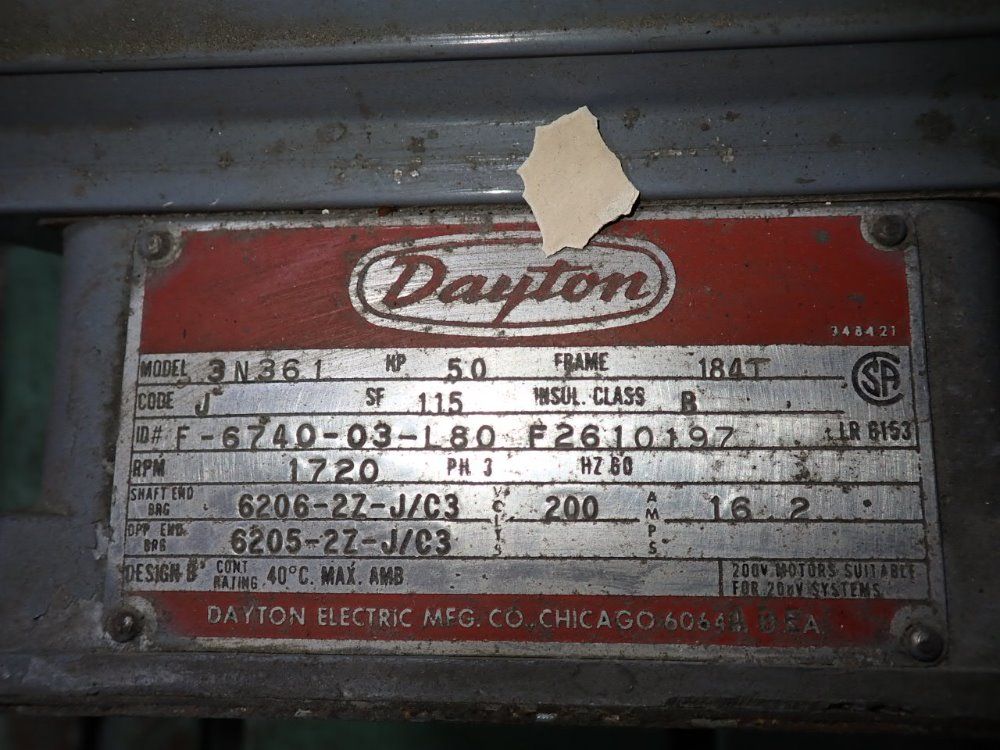 Dayton
348421
MODEL 3N361 HP 5.0 FRAME 184T
CODE J SF 1.15 INSUL. CLASS B SA
ID# F-6740-03-L80 F2610197 LR 6153
RPM 1720 PH 3 HZ 60
SHAFT END BRG 6206-2Z-J/C3 VOLTS 200 AMPS 16.2
OPP END BRG 6205-2Z-J/C3
DESIGN B CONT RATING 40°C. MAX. AMB
200V MOTORS SUITABLE
FOR 208V SYSTEMS
DAYTON ELECTRIC MFG. CO., CHICAGO 60648 U.S.A.